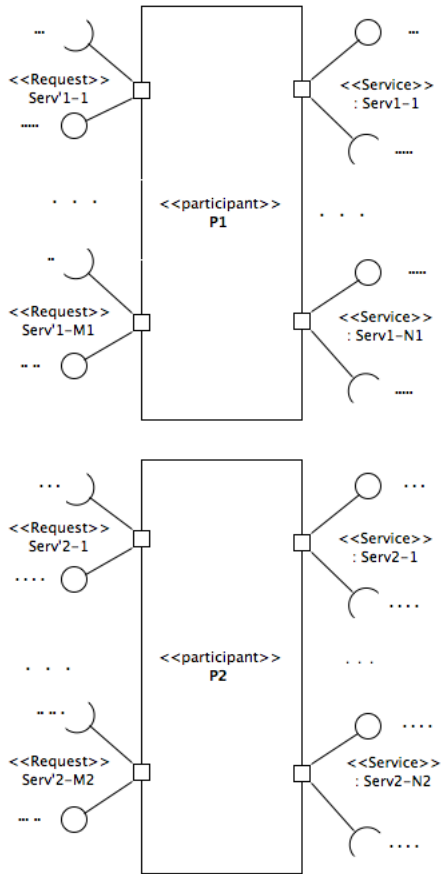 ...
...
<<Request>>
Serv'1-1
<<Service>>
: Serv1-1
.....
.....
. . .
<<participant>>
P1
. . .
..
.....
<<Request>>
Serv'1-M1
<<Service>>
: Serv1-N1
.. ..
.....
...
...
<<Request>>
Serv'2-1
<<Service>>
: Serv2-1
....
....
. . .
<<participant>>
P2
. . .
... .. .
....
<<Request>>
Serv'2-M2
<<Service>>
: Serv2-N2
... ..
....